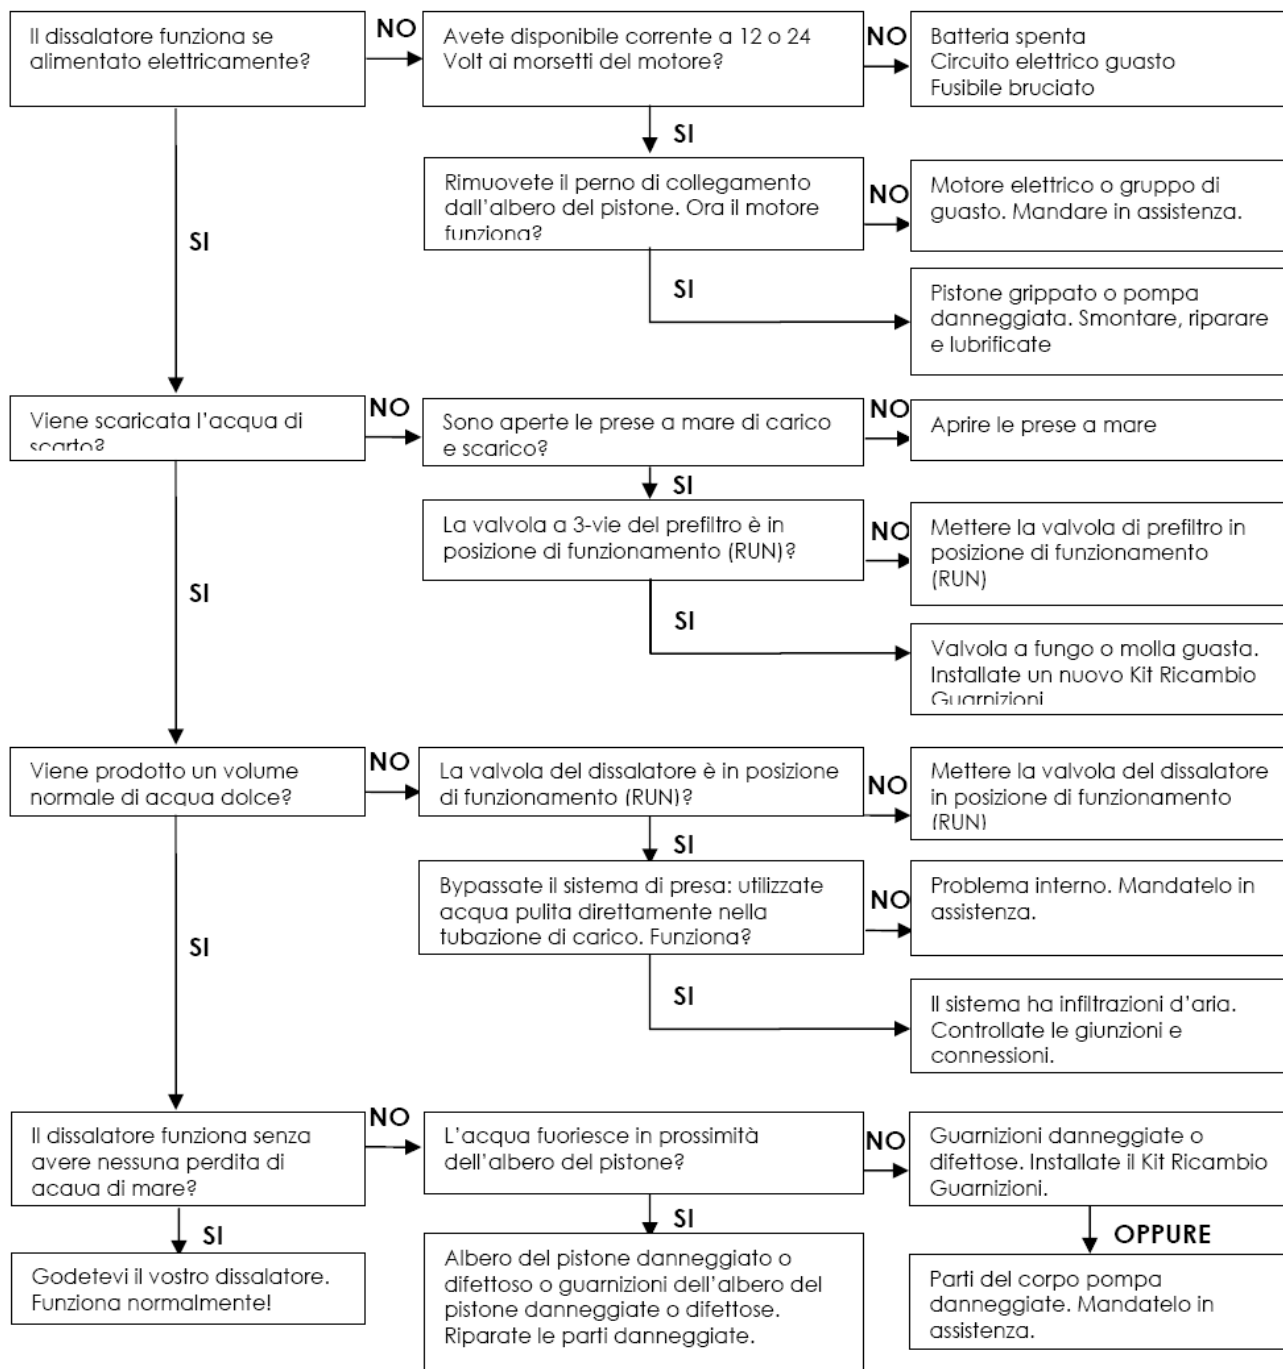 Il dissalatore funziona se
alimentato elettricamente?
NO
Avete disponibile corrente a 12 o 24
Volt ai morsetti del motore?
NO
Batteria spenta
Circuito elettrico guasto
Fusibile bruciato
SI
Rimuovete il perno di collegamento
dall'albero del pistone. Ora il motore
funziona?
NO
Motore elettrico o gruppo di
guasto. Mandare in assistenza.
SI
SI
Pistone grippato o pompa
danneggiata. Smontare, riparare
e lubrificate
Viene scaricata l'acqua di
scarto?
NO
Sono aperte le prese a mare di carico
e scarico?
NO
Aprire le prese a mare
SI
La valvola a 3-vie del prefiltro è in
posizione di funzionamento (RUN)?
NO
Mettere la valvola di prefiltro in
posizione di funzionamento
(RUN)
SI
SI
Valvola a fungo o molla guasta.
Installate un nuovo Kit Ricambio
Guarnizioni
Viene prodotto un volume
normale di acqua dolce?
NO
La valvola del dissalatore è in posizione
di funzionamento (RUN)?
NO
Mettere la valvola del dissalatore
in posizione di funzionamento
(RUN)
SI
Bypassate il sistema di presa: utilizzate
acqua pulita direttamente nella
tubazione di carico. Funziona?
NO
Problema interno. Mandatelo in
assistenza.
SI
SI
Il sistema ha infiltrazioni d'aria.
Controllate le giunzioni e
connessioni.
Il dissalatore funziona senza
avere nessuna perdita di
acqua di mare?
NO
L'acqua fuoriesce in prossimità
dell'albero del pistone?
NO
Guarnizioni danneggiate o
difettose. Installate il Kit Ricambio
Guarnizioni.
SI
SI
OPPURE
Godetevi il vostro dissalatore.
Funziona normalmente!
Albero del pistone danneggiato o
difettoso o guarnizioni dell'albero del
pistone danneggiate o difettose.
Riparate le parti danneggiate.
Parti del corpo pompa
danneggiate. Mandatelo in
assistenza.